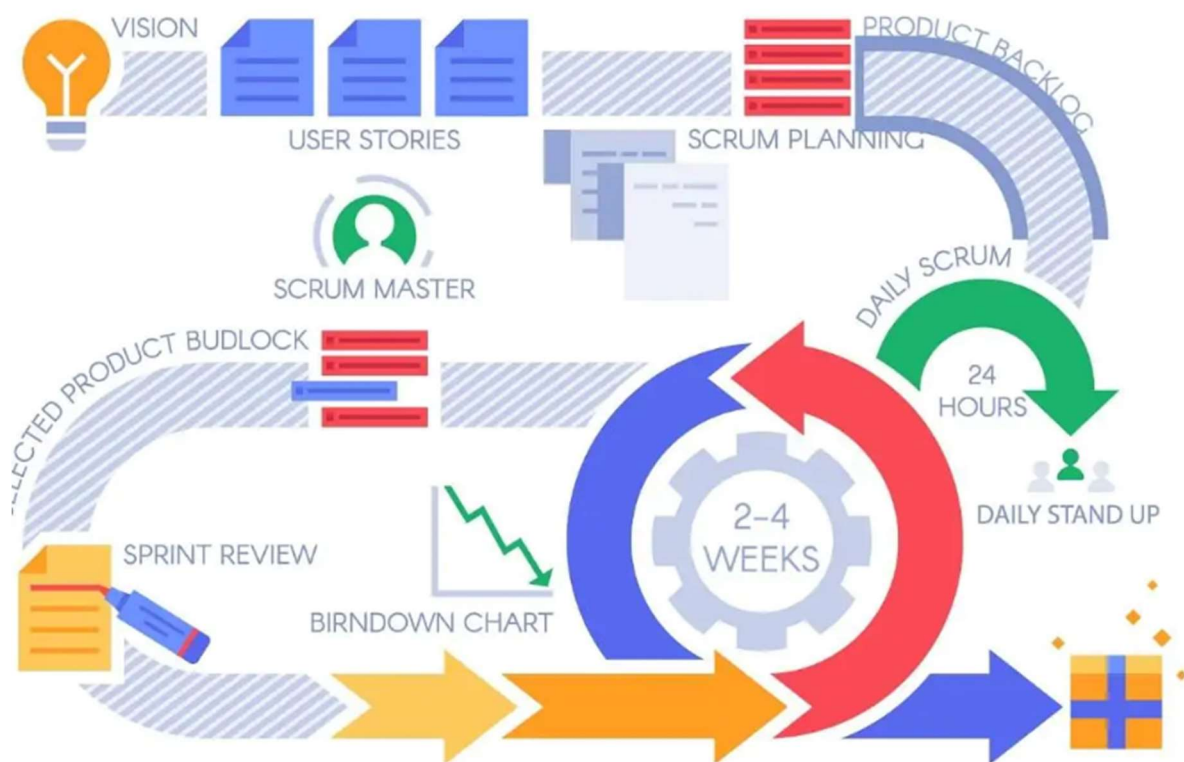 VISION
USER STORIES
SCRUM PLANNING
PRODUCT BACKLOG
SCRUM MASTER
DAILY SCRUM
24
HOURS
DAILY STAND UP
ELECTED PRODUCT BUDLOCK
2-4
WEEKS
SPRINT REVIEW
BIRNDOWN CHART